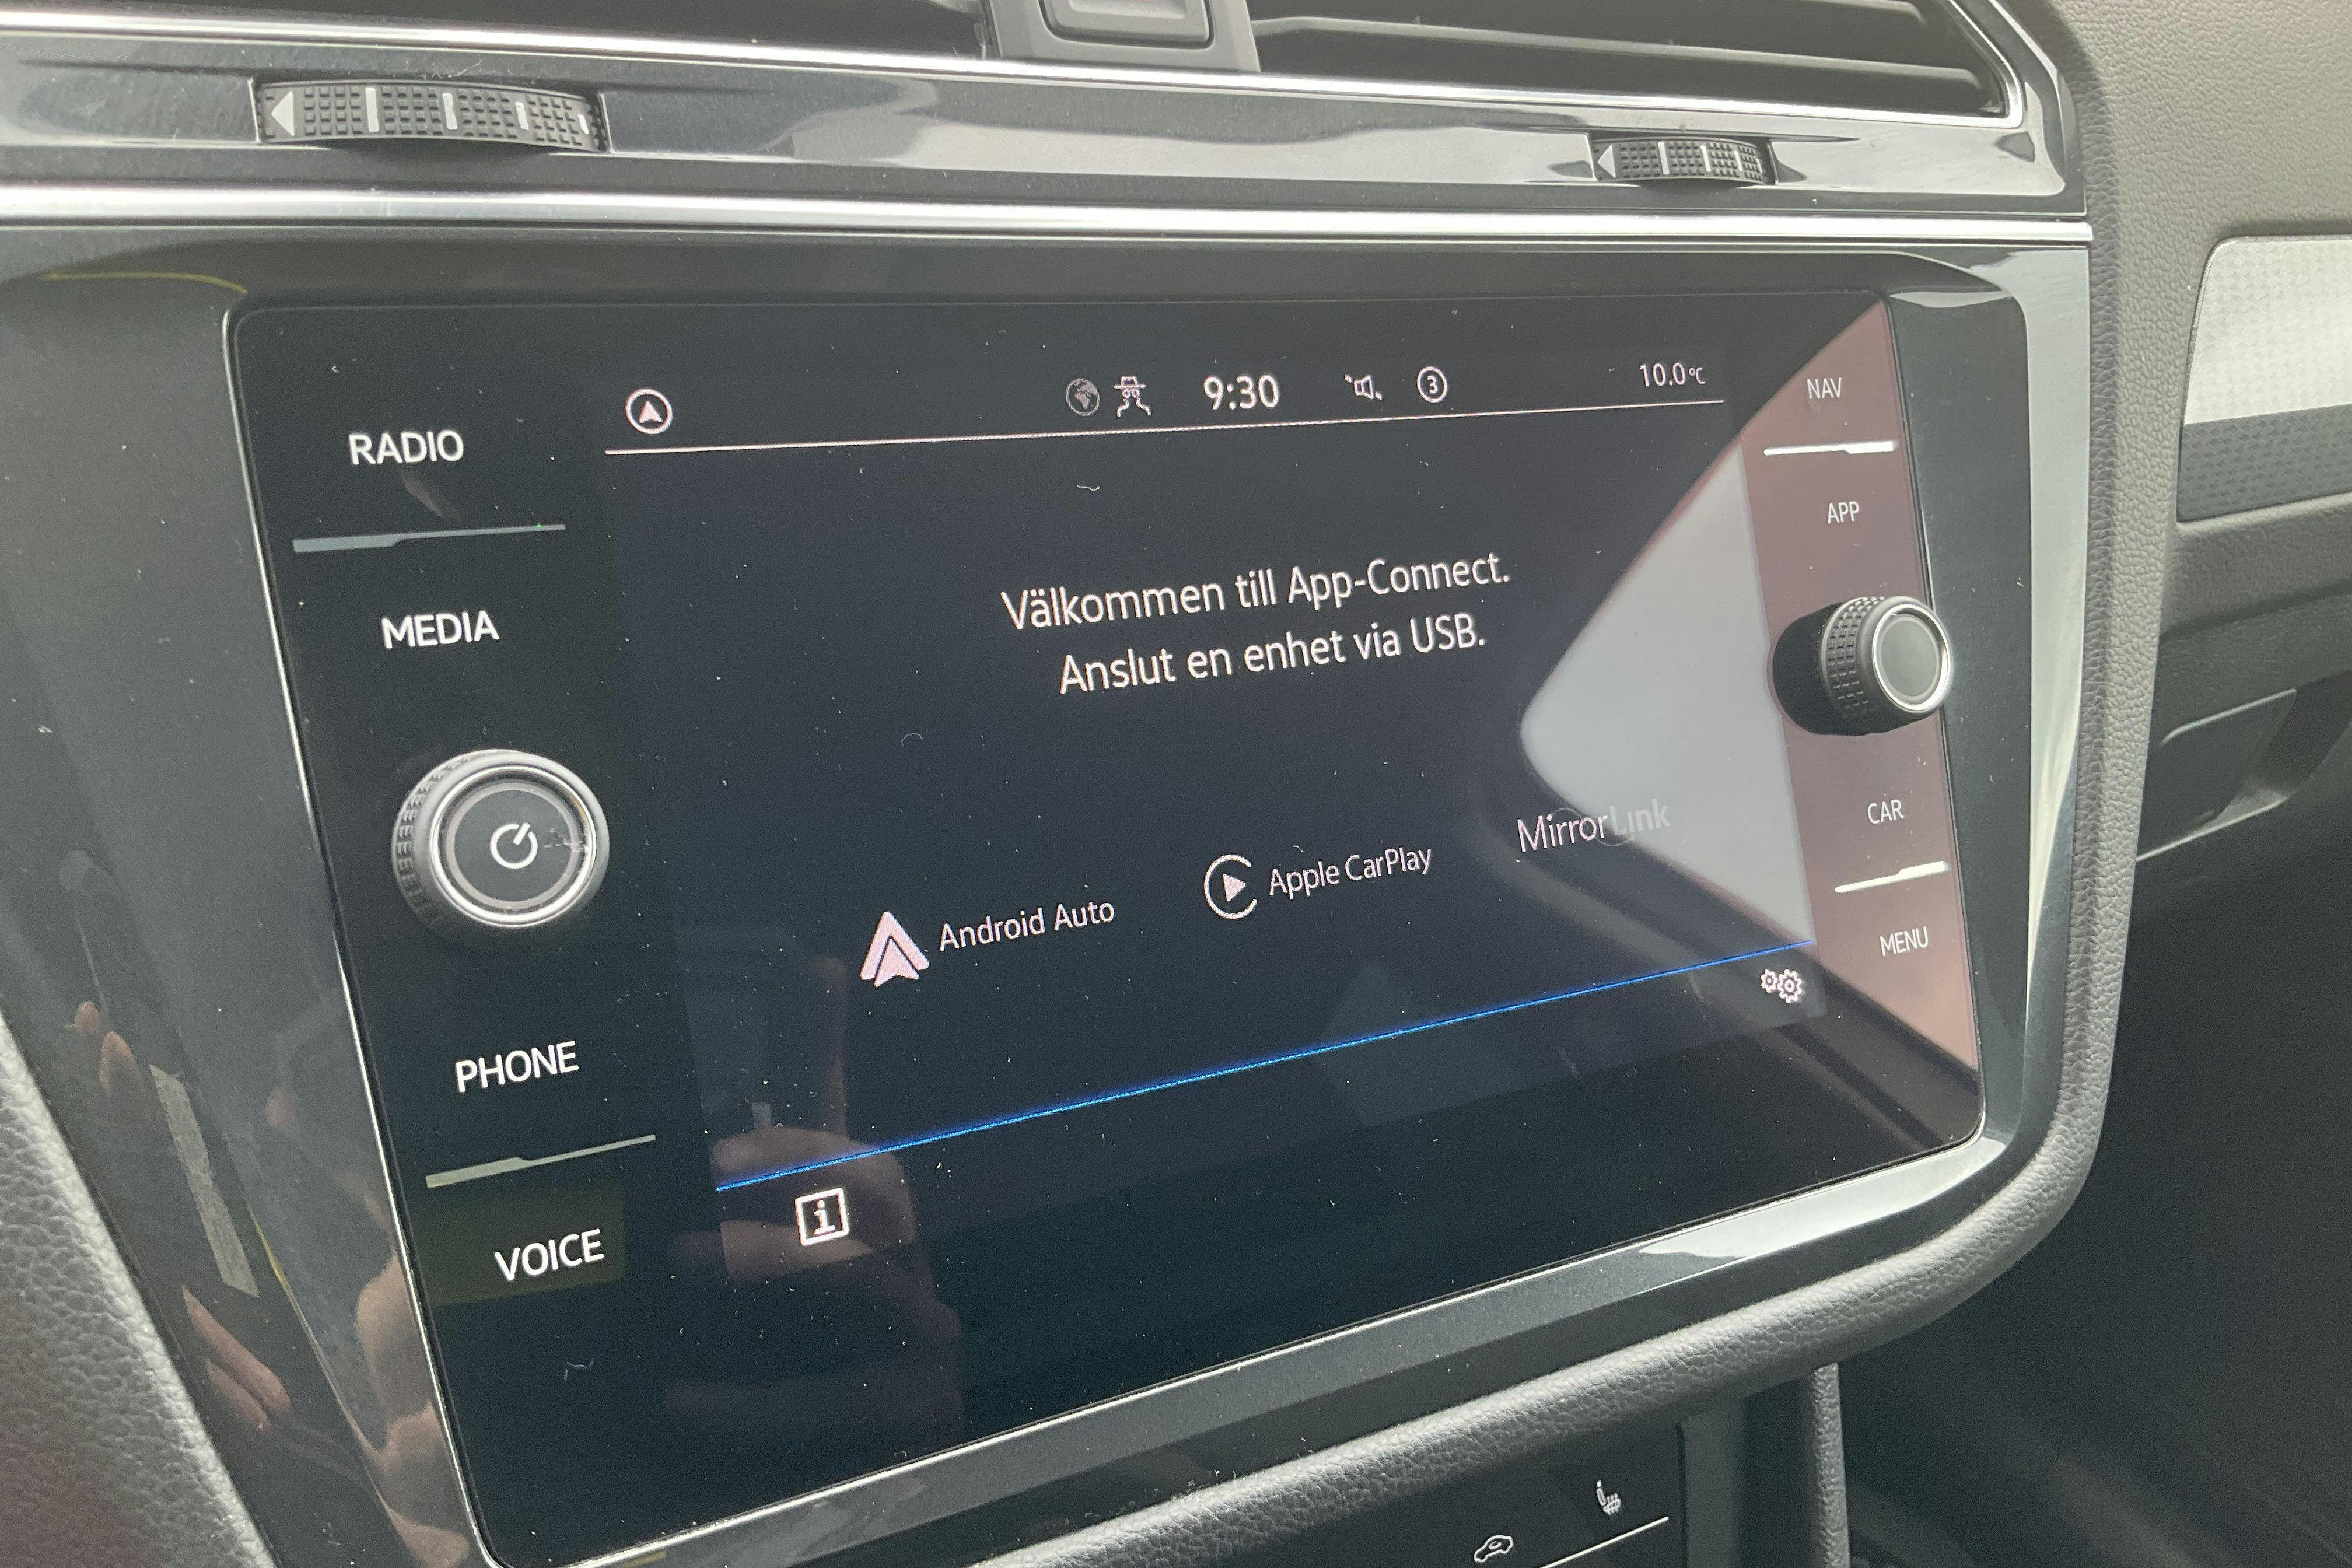 9:30
3
10.0°C
RADIO
MEDIA
PHONE
VOICE
Välkommen till App-Connect.
Anslut en enhet via USB.
Android Auto
Apple CarPlay
MirrorLink
i
NAV
APP
CAR
MENU